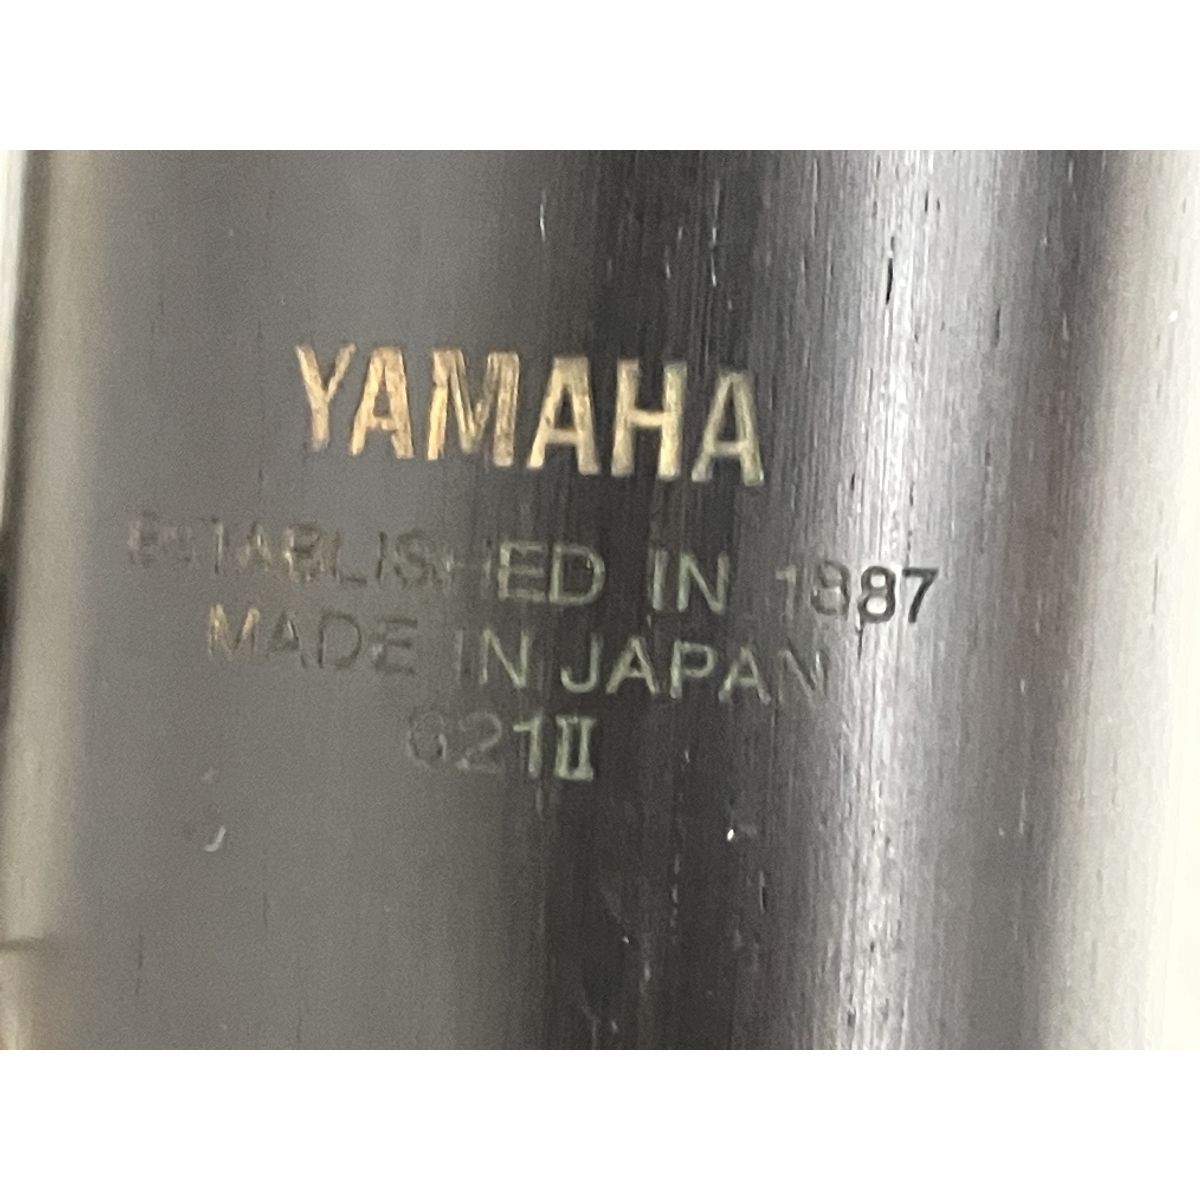 YAMAHA
ESTABLISHED IN 1887
MADE IN JAPAN
621II